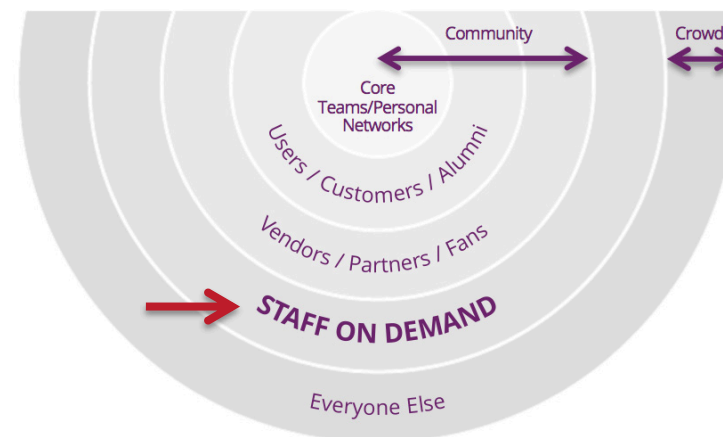 Community
Crowd
Core
Teams/Personal
Networks
Users / Customers / Alumni
Vendors / Partners / Fans
STAFF ON DEMAND
Everyone Else